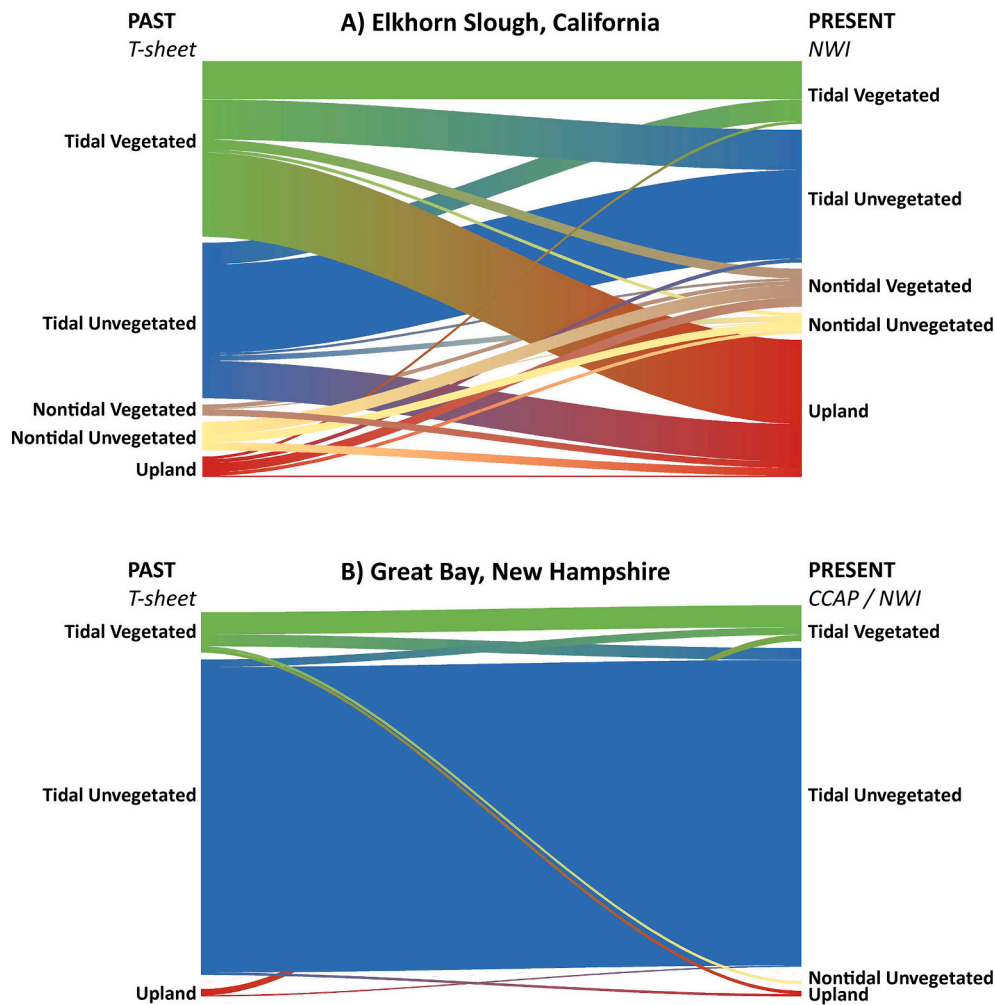 PAST
T-sheet
A) Elkhorn Slough, California
PRESENT
NWI
Tidal Vegetated
Tidal Unvegetated
Nontidal Vegetated
Nontidal Unvegetated
Upland
Tidal Vegetated
Tidal Unvegetated
Nontidal Vegetated
Nontidal Unvegetated
Upland
PAST
T-sheet
B) Great Bay, New Hampshire
PRESENT
CCAP / NWI
Tidal Vegetated
Tidal Unvegetated
Upland
Tidal Vegetated
Tidal Unvegetated
Nontidal Unvegetated
Upland